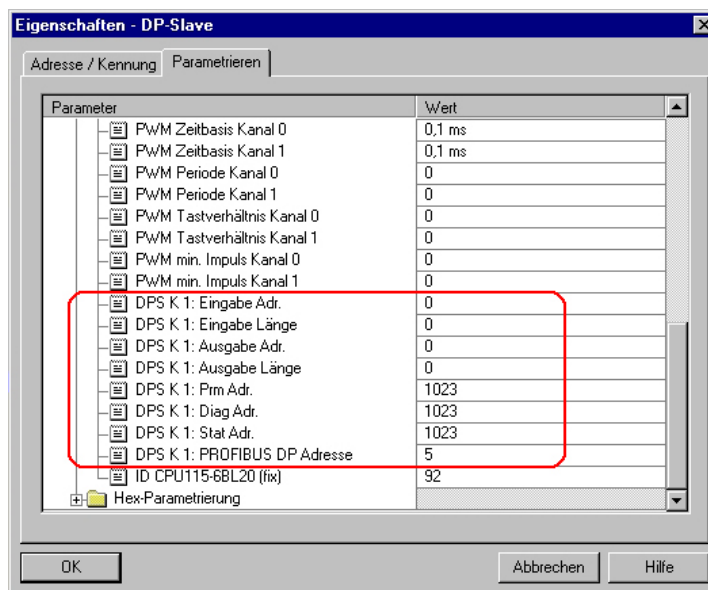 Eigenschaften - DP-Slave
Adresse / Kennung Parametrieren
Parameter Wert
PWM Zeitbasis Kanal 0 0,1 ms
PWM Zeitbasis Kanal 1 0,1 ms
PWM Periode Kanal 0 0
PWM Periode Kanal 1 0
PWM Tastverhältnis Kanal 0 0
PWM Tastverhältnis Kanal 1 0
PWM min. Impuls Kanal 0 0
PWM min. Impuls Kanal 1 0
DPS K 1: Eingabe Adr. 0
DPS K 1: Eingabe Länge 0
DPS K 1: Ausgabe Adr. 0
DPS K 1: Ausgabe Länge 0
DPS K 1: Prm Adr. 1023
DPS K 1: Diag Adr. 1023
DPS K 1: Stat Adr. 1023
DPS K 1: PROFIBUS DP Adresse 5
ID CPU115-6BL20 (fix) 92
Hex-Parametrierung
OK Abbrechen Hilfe